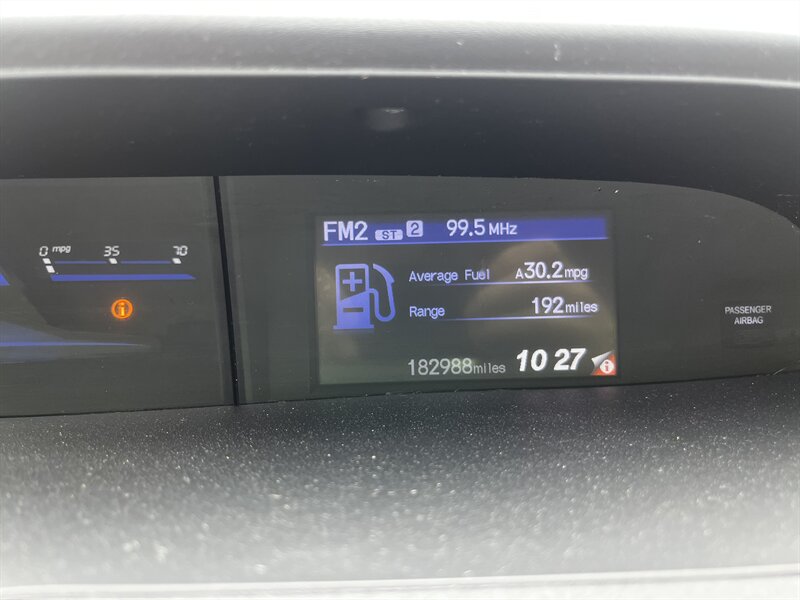 0 mpg 35 70
i
FM2 ST 2 99.5 MHz
Average Fuel A30.2mpg
Range 192miles
182988miles 10 27 i
PASSENGER
AIRBAG